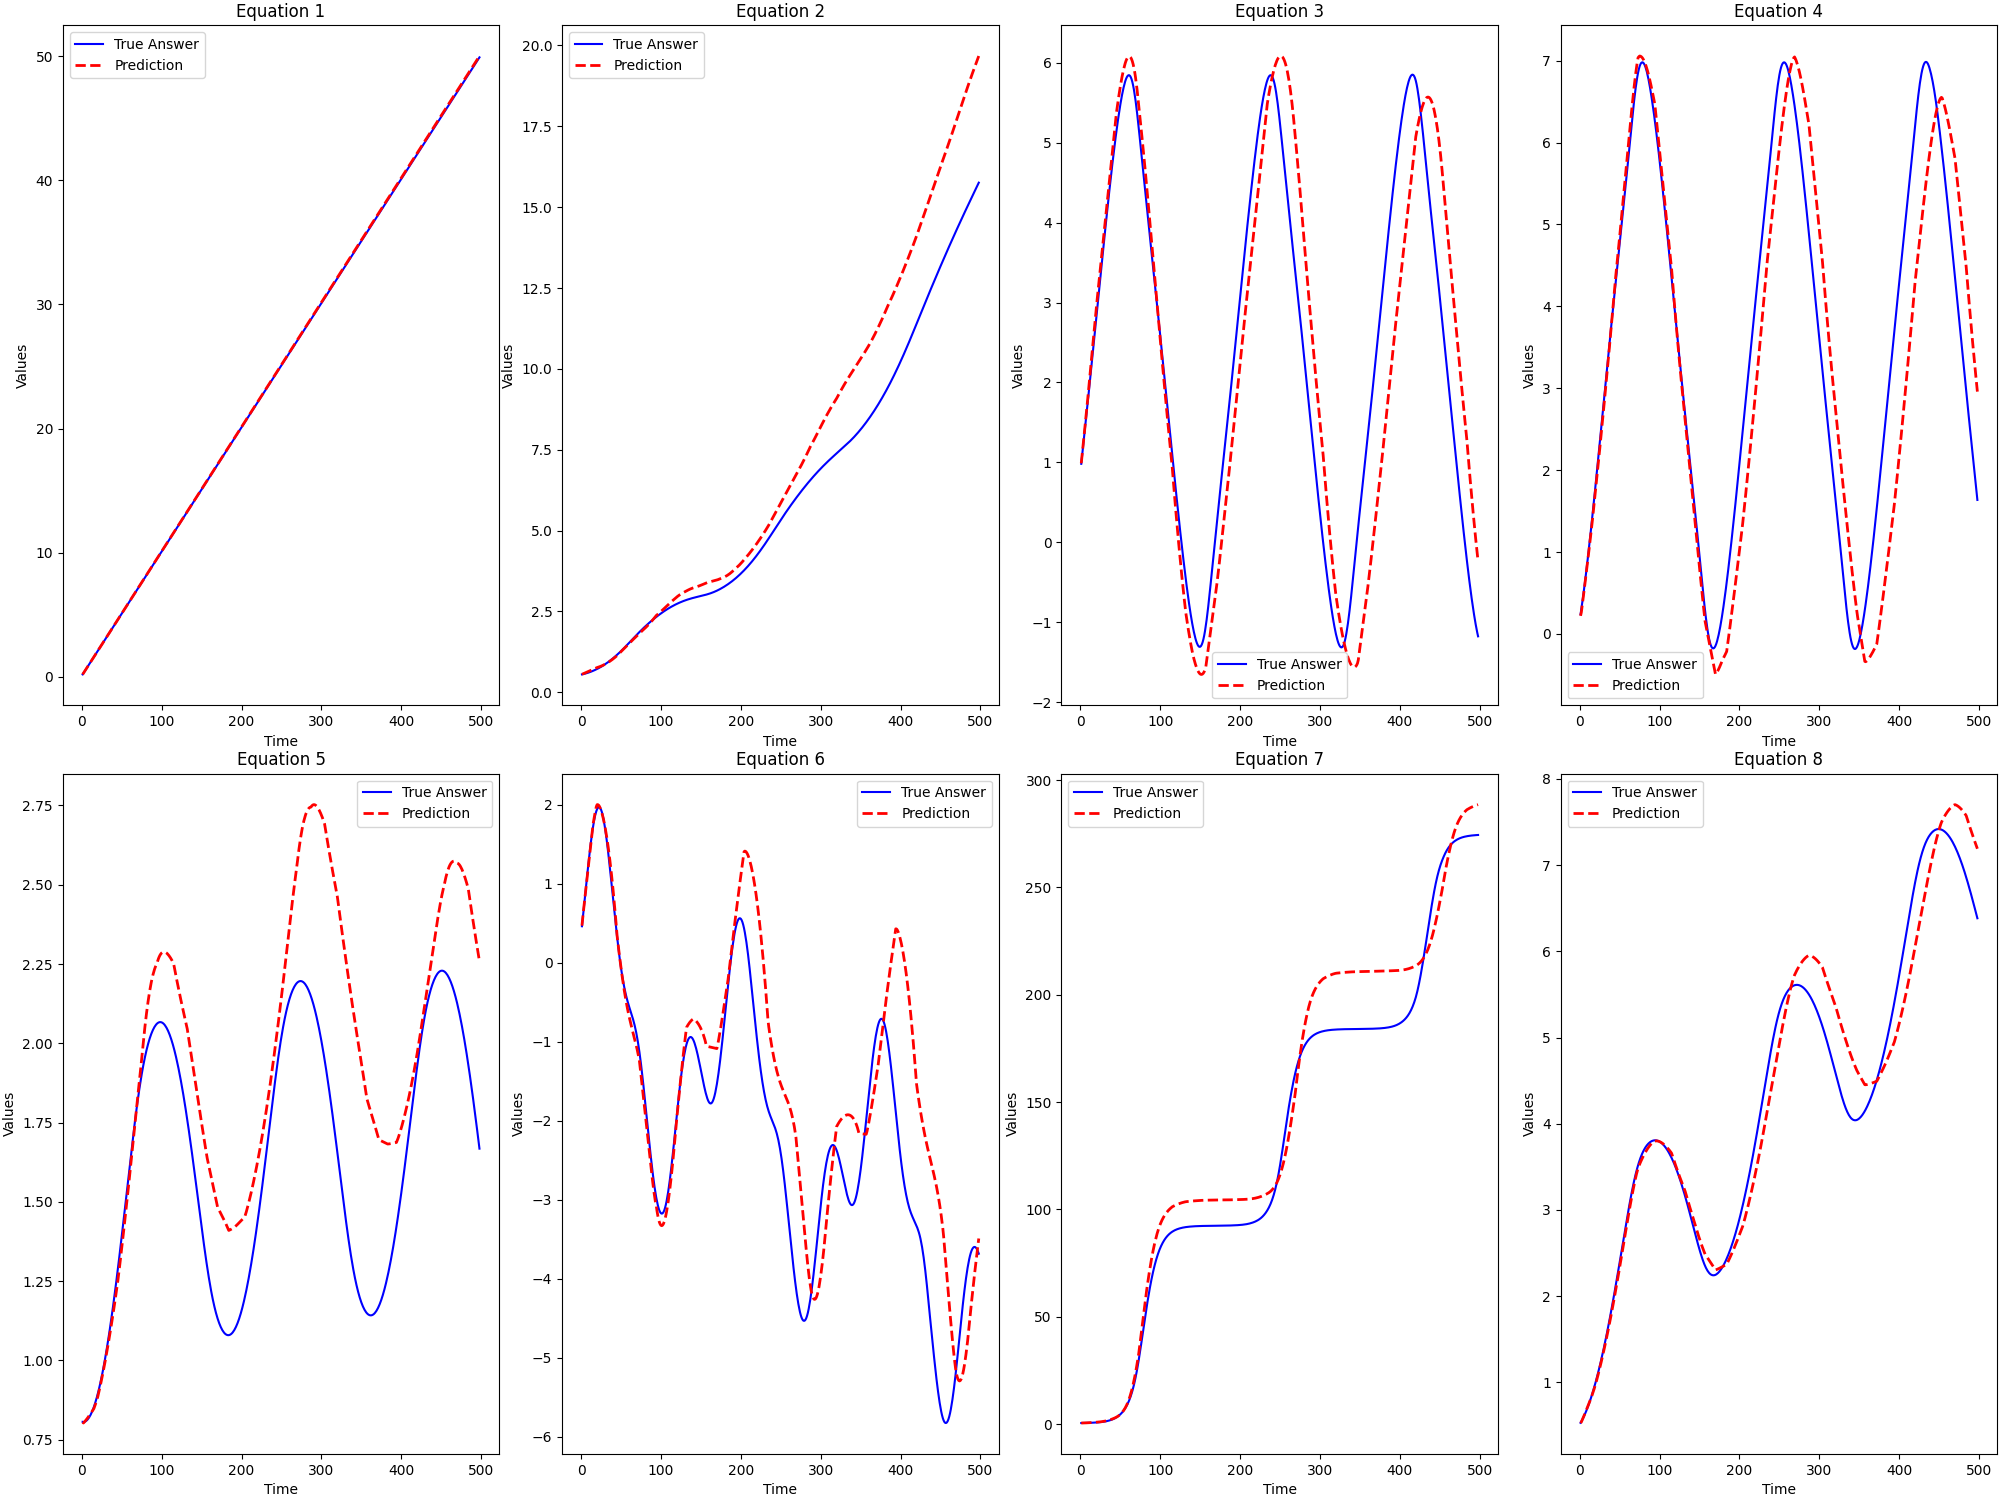 Equation 1
True Answer
Prediction
50
40
30
20
10
0
Values
0 100 200 300 400 500
Time
Equation 2
True Answer
Prediction
20.0
17.5
15.0
12.5
10.0
7.5
5.0
2.5
0.0
Values
0 100 200 300 400 500
Time
Equation 3
6
5
4
3
2
1
0
−1
−2
Values
True Answer
Prediction
0 100 200 300 400 500
Time
Equation 4
7
6
5
4
3
2
1
0
Values
True Answer
Prediction
0 100 200 300 400 500
Time
Equation 5
True Answer
Prediction
2.75
2.50
2.25
2.00
1.75
1.50
1.25
1.00
0.75
Values
0 100 200 300 400 500
Time
Equation 6
True Answer
Prediction
2
1
0
−1
−2
−3
−4
−5
−6
Values
0 100 200 300 400 500
Time
Equation 7
True Answer
Prediction
300
250
200
150
100
50
0
Values
0 100 200 300 400 500
Time
Equation 8
True Answer
Prediction
8
7
6
5
4
3
2
1
Values
0 100 200 300 400 500
Time